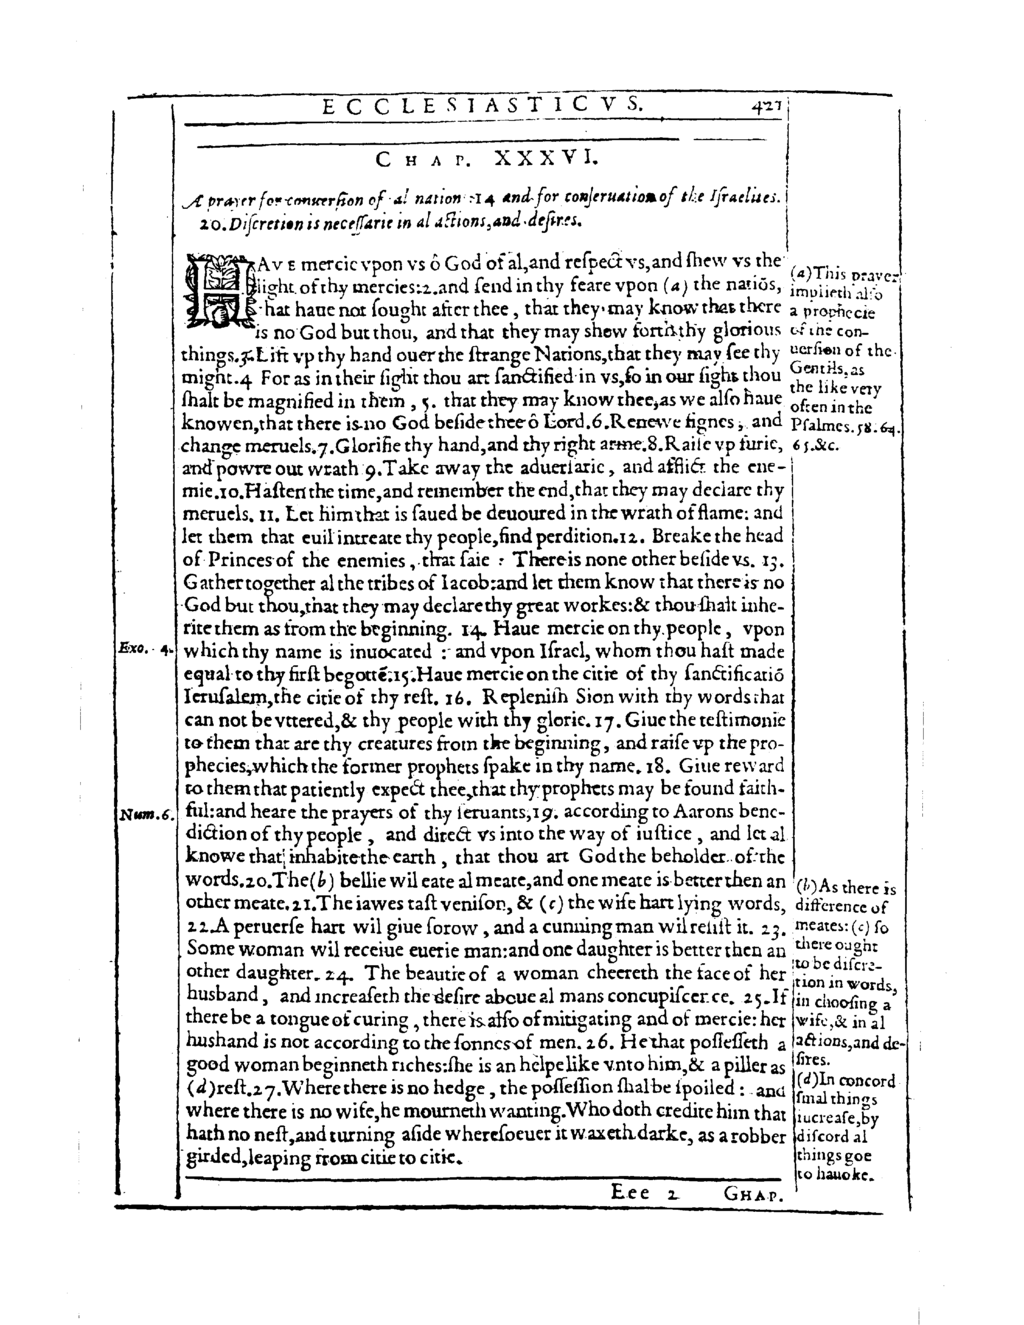 ECCLESIASTICVS. 427
CHAP. XXXVI.
A prayer for conuersion of al nation: 14 and for conseruation of the Israelites.
20. Discretion is necessarie in al actions, and desires.
HAVE mercie vpon vs ô God of al, and respect vs, and shew vs the
light of thy mercies: 2. and send in thy feare vpon (a) the natiõs,
that haue not sought after thee, that they may know that there
is no God but thou, and that they may shew forth thy glorious
things. 3. Lift vp thy hand ouer the strange Nations, that they may see thy
might. 4 For as in their sight thou art sanctified in vs, so in our sight thou
shalt be magnified in them, 5. that they may know thee, as we also haue
knowen, that there is no God beside thee ô Lord. 6. Renewe signes, and
change meruels. 7. Glorifie thy hand, and thy right arme. 8. Raise vp furie,
and powre out wrath 9. Take away the aduersarie, and afflict the ene-
mie. 10. Hasten the time, and remember the end, that they may declare thy
meruels. 11. Let him that is saued be deuoured in the wrath of flame: and
let them that euil intreate thy people, find perdition. 12. Breake the head
of Princes of the enemies, that saie: There is none other beside vs. 13.
Gather together al the tribes of Iacob: and let them know that there is no
God but thou, that they may declare thy great workes: & thou shalt inhe-
rite them as from the beginning. 14. Haue mercie on thy people, vpon
which thy name is inuocated: and vpon Israel, whom thou hast made
equal to thy first begottẽ: 15. Haue mercie on the citie of thy sanctificatiõ
Ierusalem, the citie of thy rest. 16. Replenish Sion with thy words that
can not be vttered, & thy people with thy glorie. 17. Giue the testimonie
to them that are thy creatures from the beginning, and raise vp the pro-
phecies, which the former prophets spake in thy name. 18. Giue reward
to them that patiently expect thee, that thy prophets may be found faith-
ful: and heare the prayers of thy seruants, 19. according to Aarons bene-
diction of thy people, and direct vs into the way of iustice, and let al
knowe that inhabite the earth, that thou art God the beholder of the
words. 20. The (b) bellie wil eate al meate, and one meate is better then an
other meate. 21. The iawes tast venison, & (c) the wise hart lying words,
22. A peruerse hart wil giue sorow, and a cunning man wil resist it. 23.
Some woman wil receiue euerie man: and one daughter is better then an
other daughter. 24. The beautie of a woman cheereth the face of her
husband, and increaseth the desire aboue al mans concupiscence. 25. If
there be a tongue of curing, there is also of mitigating and of mercie: her
husband is not according to the sonnes of men. 26. He that possesseth a
good woman beginneth riches: she is an helpe like vnto him, & a piller as
(d) rest. 27. Where there is no hedge, the possession shal be spoiled: and
where there is no wife, he mourneth wanting. Who doth credite him that
hath no nest, and turning aside wheresoeuer it waxeth darke, as a robber
girded, leaping from citie to citie.
Exo. 4.
Num. 6.
(a) This prayer
implieth also
a prophecie
of the con-
uersion of the
Gentils, as
the like very
often in the
Psalmes. 58. 64.
65. &c.
(b) As there is
difference of
meates: (c) so
there ought
to be discre-
tion in words,
in choosing a
wife, & in al
actions, and de-
sires.
(d) In concord
smal things
increase, by
discord al
things goe
to hauoke.
Eee 2 CHAP.